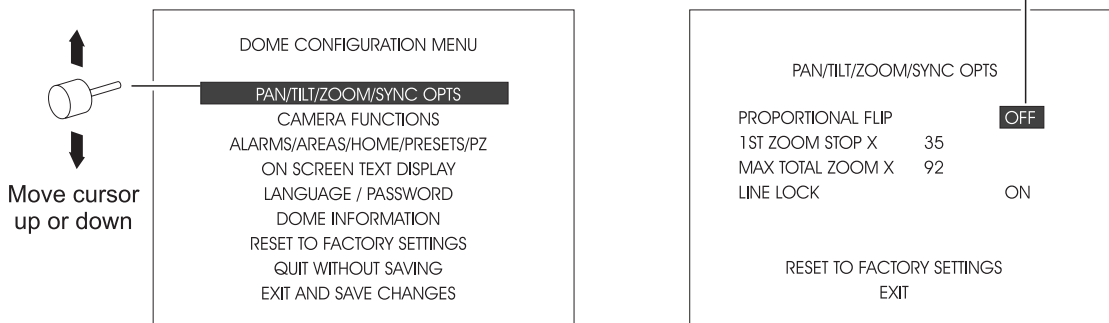 DOME CONFIGURATION MENU
PAN/TILT/ZOOM/SYNC OPTS
CAMERA FUNCTIONS
ALARMS/AREAS/HOME/PRESETS/PZ
ON SCREEN TEXT DISPLAY
LANGUAGE / PASSWORD
DOME INFORMATION
RESET TO FACTORY SETTINGS
QUIT WITHOUT SAVING
EXIT AND SAVE CHANGES
Move cursor
up or down
PAN/TILT/ZOOM/SYNC OPTS
PROPORTIONAL FLIP OFF
1ST ZOOM STOP X 35
MAX TOTAL ZOOM X 92
LINE LOCK ON
RESET TO FACTORY SETTINGS
EXIT